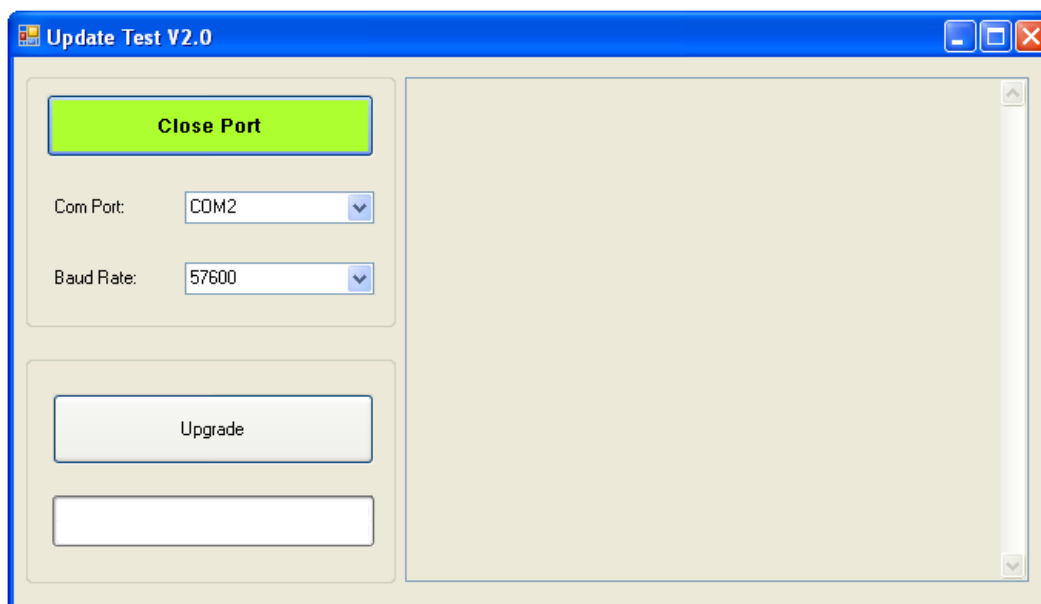 Update Test V2.0
Close Port
Com Port: COM2
Baud Rate: 57600
Upgrade